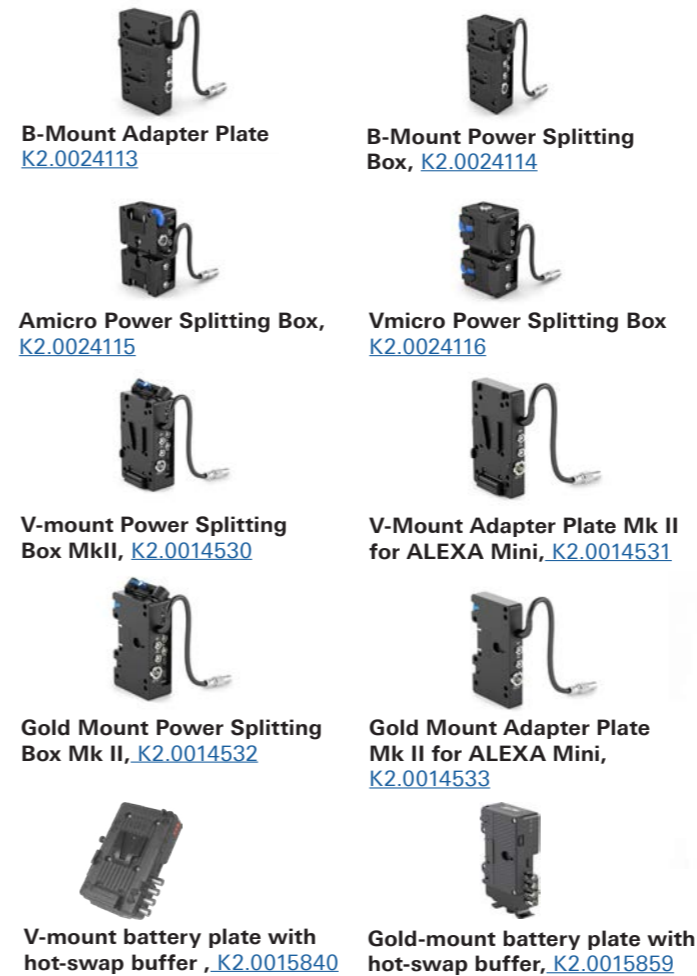 B-Mount Adapter Plate
K2.0024113
B-Mount Power Splitting
Box, K2.0024114
Amicro Power Splitting Box,
K2.0024115
Vmicro Power Splitting Box
K2.0024116
V-mount Power Splitting
Box MkII, K2.0014530
V-Mount Adapter Plate Mk II
for ALEXA Mini, K2.0014531
Gold Mount Power Splitting
Box Mk II, K2.0014532
Gold Mount Adapter Plate
Mk II for ALEXA Mini,
K2.0014533
V-mount battery plate with
hot-swap buffer , K2.0015840
Gold-mount battery plate with
hot-swap buffer, K2.0015859